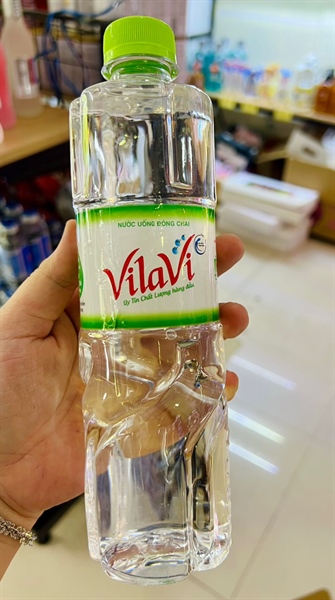 NƯỚC UỐNG ĐÓNG CHAI
VilaVi
Uy Tín Chất Lượng hàng đầu